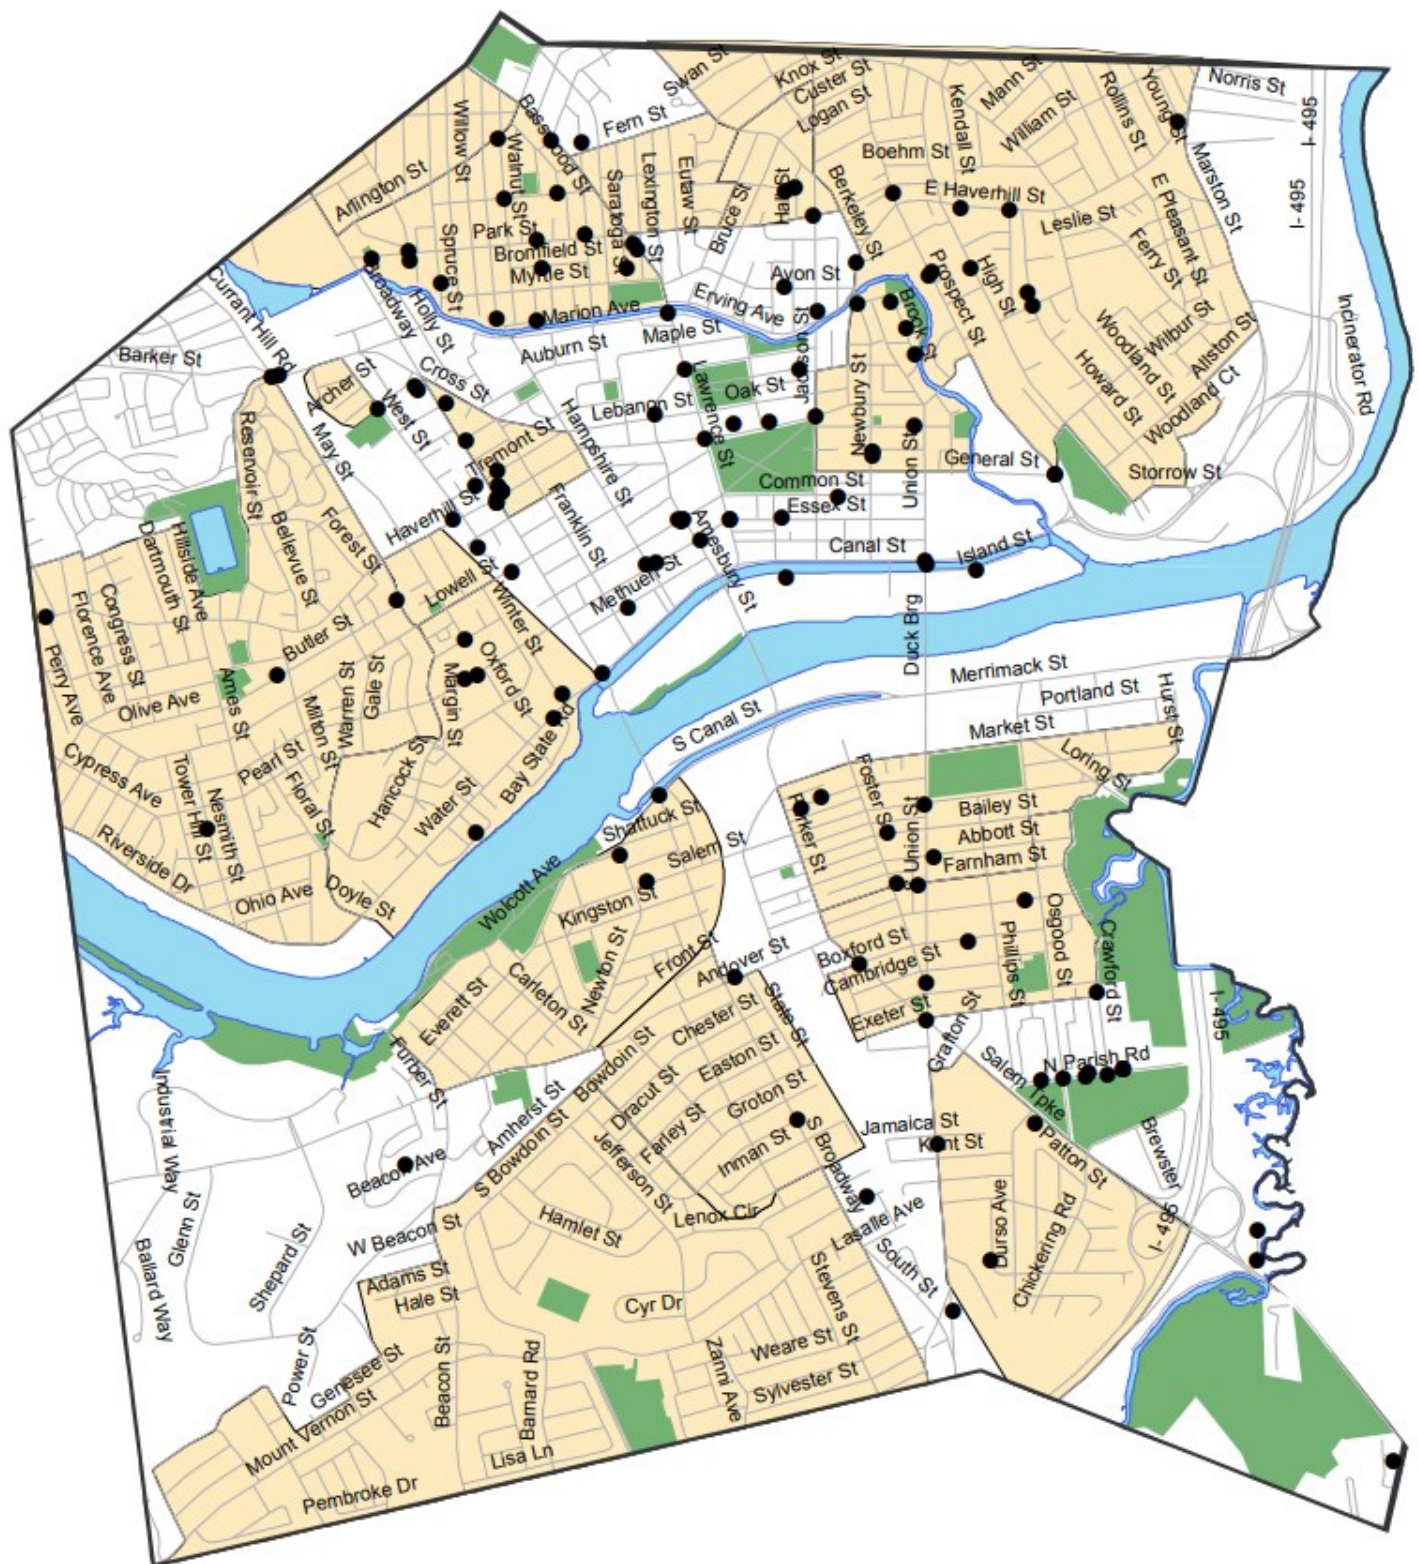 Norris St
Swan St
Knox St
Custer St
Logan St
Mann St
Kendall St
William St
Rollins St
Young St
I- 495
Fern St
Basswood St
Willow St
Walnut St
Boehm St
Marston St
Arlington St
Saratoga St
Lexington St
Eutaw St
Bruce St
Hall St
Berkeley St
E Haverhill St
Leslie St
E Pleasant St
I- 495
Park St
Bromfield St
Myrtle St
Spruce St
Avon St
Prospect St
High St
Ferry St
Currant Hill Rd
Broadway
Holly St
Marion Ave
Erving Ave
Maple St
Auburn St
Brook St
Woodland St
Wilbur St
Allston St
Incinerator Rd
Barker St
Cross St
Archer St
West St
Lawrence St
Oak St
Jackson St
Lebanon St
Newbury St
Howard St
Woodland Ct
Reservoir St
May St
Tremont St
Hampshire St
Union St
General St
Storrow St
Haverhill St
Common St
Essex St
Forest St
Bellevue St
Franklin St
Amesbury St
Canal St
Island St
Dartmouth St
Hillside Ave
Lowell St
Methuen St
Winter St
Congress St
Florence Ave
Perry Ave
Butler St
Duck Brg
Olive Ave
Ames St
Warren St
Gale St
Milton St
Margin St
Oxford St
Merrimack St
Portland St
Hurst St
S Canal St
Market St
Bay State Rd
Cypress Ave
Pearl St
Tower Hill St
Nesmith St
Floral St
Hancock St
Water St
Loring St
Foster St
Parker St
S Union St
Bailey St
Abbott St
Farnham St
Shattuck St
Salem St
Riverside Dr
Ohio Ave
Doyle St
Wolcott Ave
Kingston St
Newton St
Front St
Andover St
Boxford St
Cambridge St
Phillips St
Osgood St
Crawford St
Carleton St
Everett St
Chester St
State St
Exeter St
Grafton St
I-495
Furber St
Bowdoin St
Easton St
Dracut St
Groton St
Farley St
Inman St
Salem Tpke
N Parish Rd
Industrial Way
Amherst St
S Bowdoin St
Jefferson St
S Broadway
Jamaica St
Kent St
Patton St
Brewster
Beacon Ave
Glenn St
Lenox Cir
Hamlet St
W Beacon St
Lasalle Ave
South St
Durso Ave
Chickering Rd
I- 495
Ballard Way
Shepard St
Adams St
Hale St
Cyr Dr
Stevens St
Weare St
Zanni Ave
Sylvester St
Power St
Genesee St
Beacon St
Barnard Rd
Mount Vernon St
Lisa Ln
Pembroke Dr